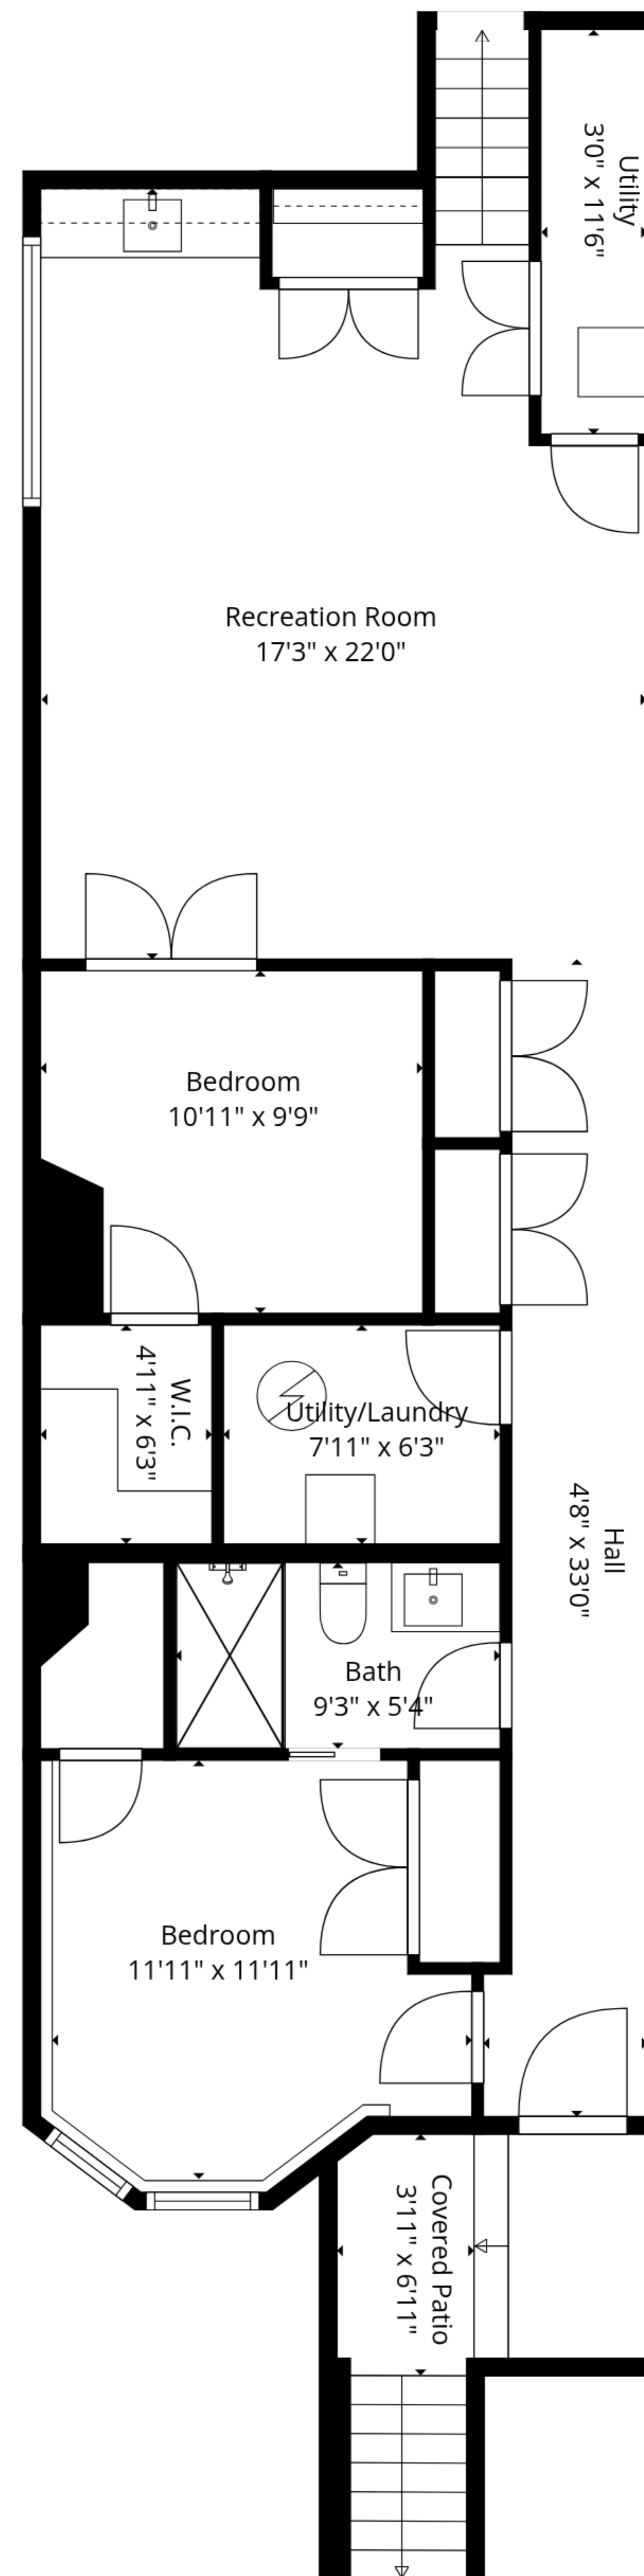 Utility
3'0" x 11'6"
Recreation Room
17'3" x 22'0"
Bedroom
10'11" x 9'9"
W.I.C.
4'11" x 6'3"
Utility/Laundry
7'11" x 6'3"
Hall
4'8" x 33'0"
Bath
9'3" x 5'4"
Bedroom
11'11" x 11'11"
Covered Patio
3'11" x 6'11"